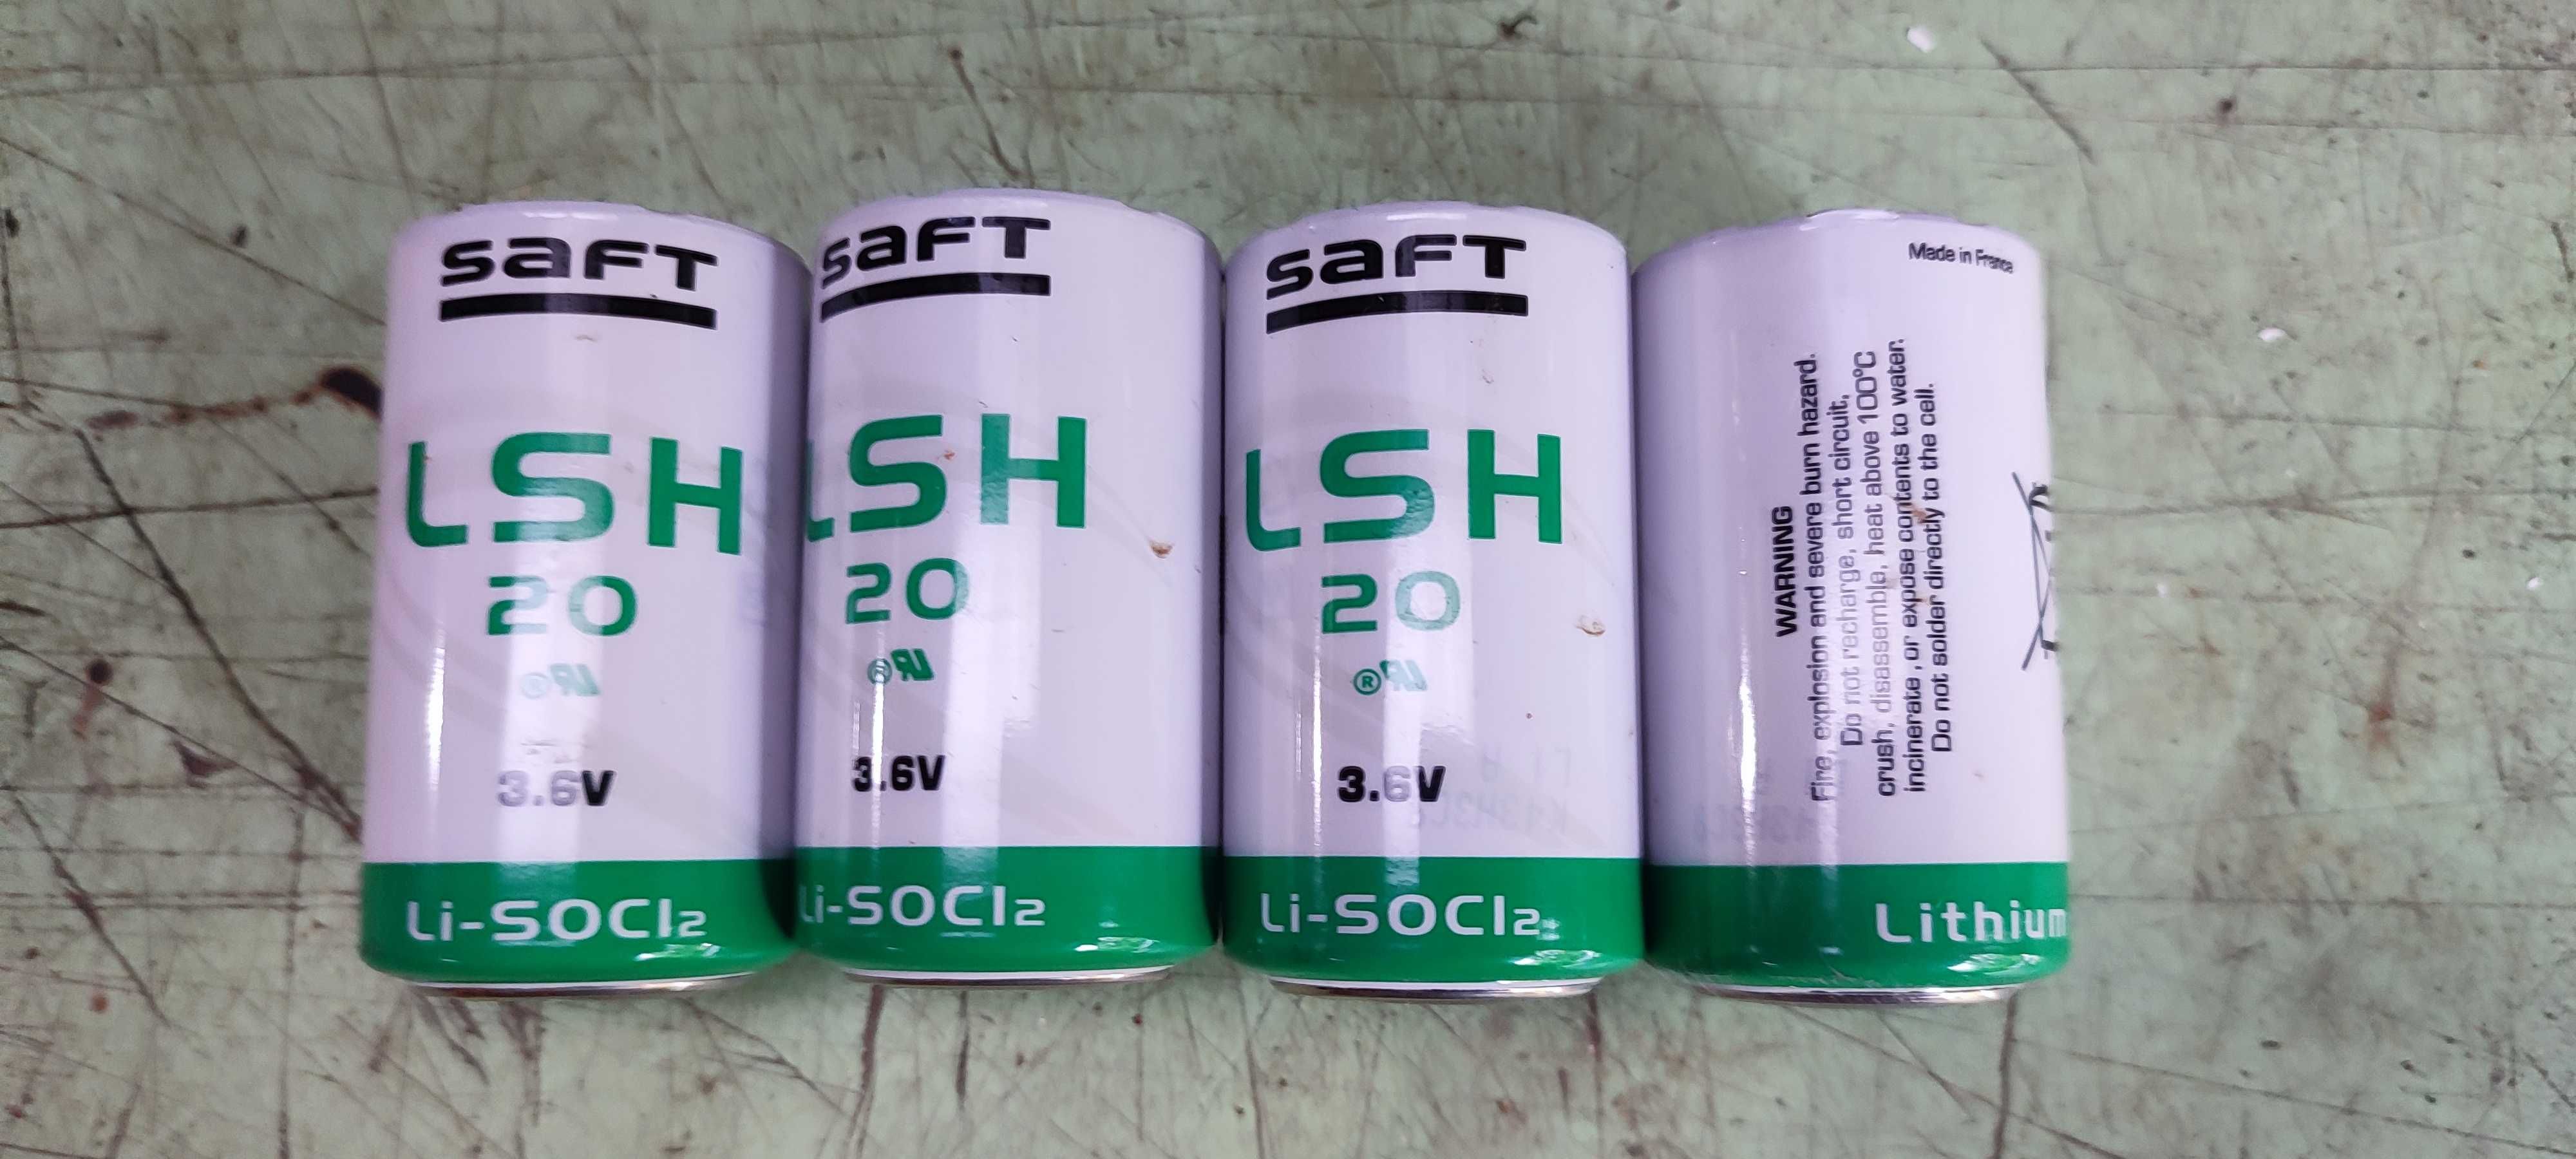 SAFT
LSH
20
3.6V
Li-SOCl2
SAFT
LSH
20
3.6V
Li-SOCl2
SAFT
LSH
20
®
3.6V
Li-SOCl2
Made in France
WARNING
Fire, explosion and severe burn hazard.
Do not recharge, short circuit,
crush, disassemble, heat above 100°C
incinerate, or expose contents to water.
Do not solder directly to the cell.
Lithium